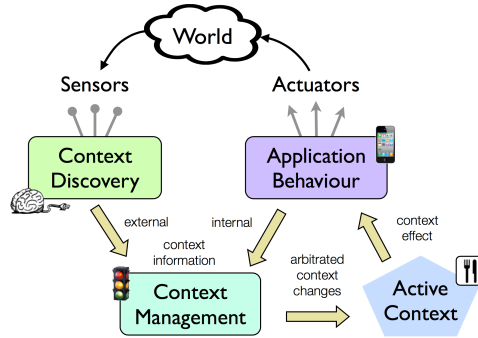 World
Sensors
Actuators
Context
Discovery
Application
Behaviour
external
internal
context
effect
context
information
arbitrated
context
changes
Context
Management
Active
Context